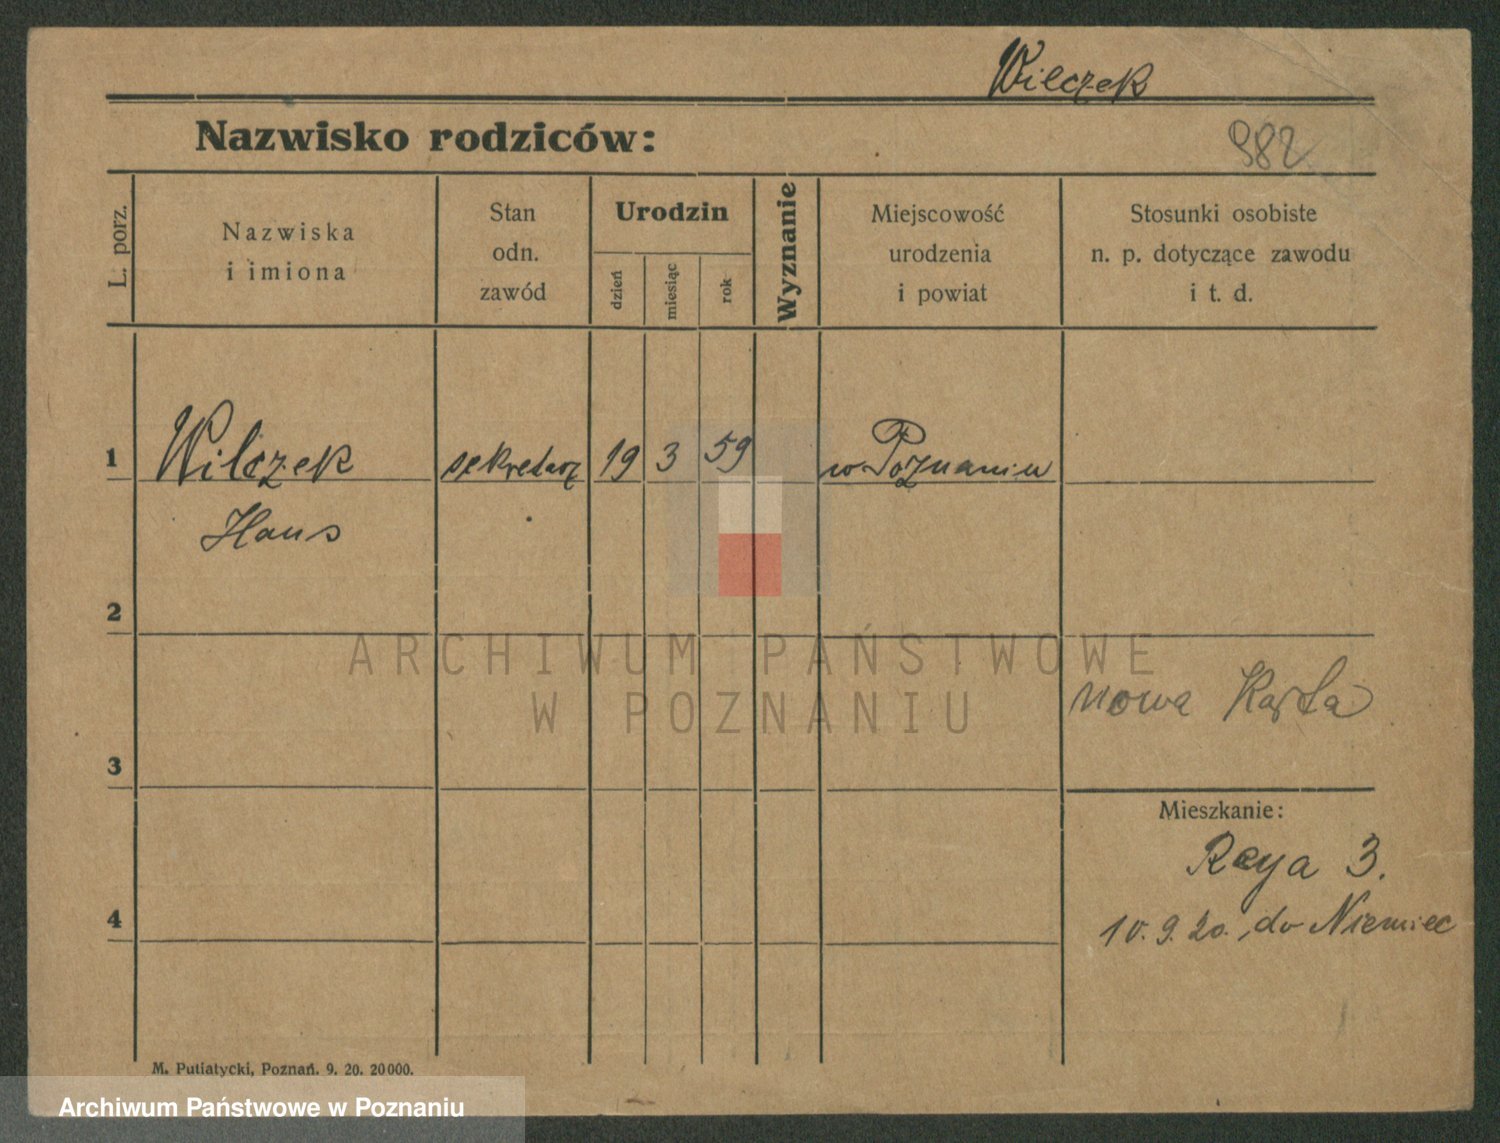 Wilczek
Nazwisko rodziców:
982
L. porz.
Nazwiska
i imiona
Stan
odn.
zawód
Urodzin
dzień
miesiąc
rok
Wyznanie
Miejscowość
urodzenia
i powiat
Stosunki osobiste
n. p. dotyczące zawodu
i t. d.
1 Wilczek sekretarz 19 3 59 w Poznaniu
Hans
2
ARCHIWUM PAŃSTWOWE
W POZNANIU
nowa Karta
3
Mieszkanie:
Reya 3.
4
10. 9. 20. do Niemiec
M. Putiatycki, Poznań. 9. 20. 20000.
Archiwum Państwowe w Poznaniu